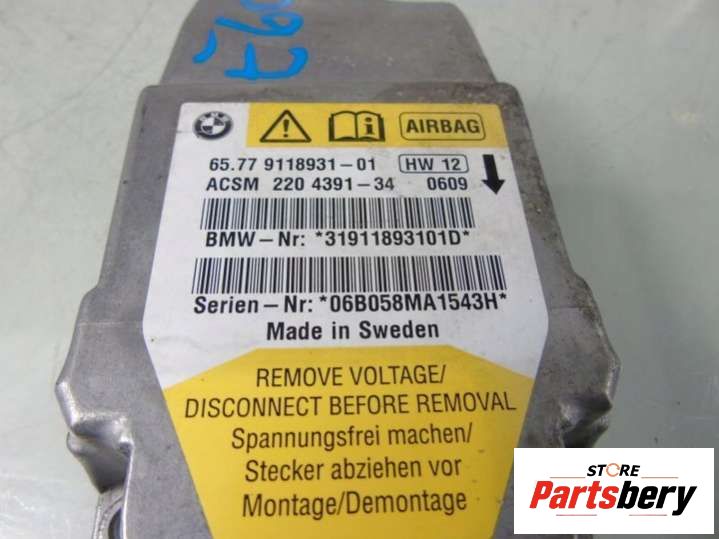 BMW
AIRBAG
65.77 9118931-01 HW 12
ACSM 220 4391-34 0609
BMW-Nr: *31911893101D*
Serien-Nr: *06B058MA1543H*
Made in Sweden
REMOVE VOLTAGE/
DISCONNECT BEFORE REMOVAL
Spannungsfrei machen/
Stecker abziehen vor
Montage/Demontage
STORE
Partsbery